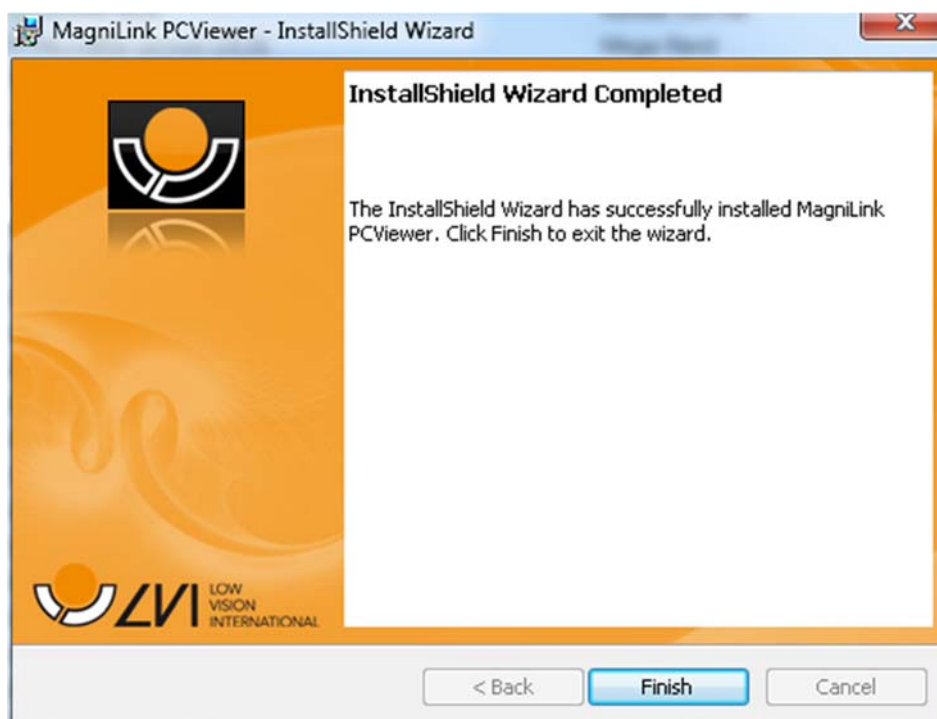 MagniLink PCViewer - InstallShield Wizard
X
InstallShield Wizard Completed
The InstallShield Wizard has successfully installed MagniLink
PCViewer. Click Finish to exit the wizard.
LVI
LOW
VISION
INTERNATIONAL
< Back
Finish
Cancel